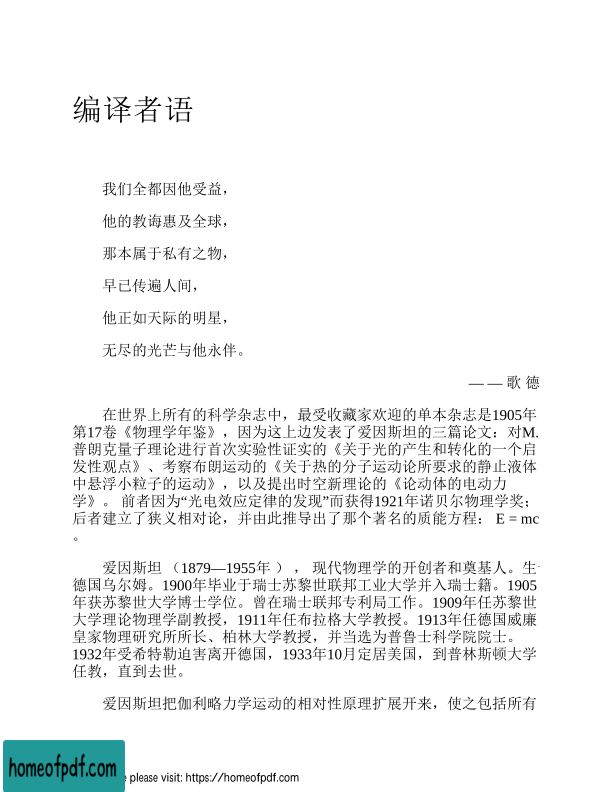 编译者语
我们全都因他受益，
他的教诲惠及全球，
那本属于私有之物，
早已传遍人间，
他正如天际的明星，
无尽的光芒与他永伴。
— — 歌 德
在世界上所有的科学杂志中，最受收藏家欢迎的单本杂志是1905年
第17卷《物理学年鉴》，因为这上边发表了爱因斯坦的三篇论文：对M.
普朗克量子理论进行首次实验性证实的《关于光的产生和转化的一个启
发性观点》、考察布朗运动的《关于热的分子运动论所要求的静止液体
中悬浮小粒子的运动》，以及提出时空新理论的《论动体的电动力
学》。 前者因为“光电效应定律的发现”而获得1921年诺贝尔物理学奖；
后者建立了狭义相对论，并由此推导出了那个著名的质能方程： E = mc
。
爱因斯坦 （1879—1955年 ） ， 现代物理学的开创者和奠基人。生
德国乌尔姆。1900年毕业于瑞士苏黎世联邦工业大学并入瑞士籍。1905
年获苏黎世大学博士学位。曾在瑞士联邦专利局工作。1909年任苏黎世
大学理论物理学副教授，1911年任布拉格大学教授。1913年任德国威廉
皇家物理研究所所长、柏林大学教授，并当选为普鲁士科学院院士。
1932年受希特勒迫害离开德国，1933年10月定居美国，到普林斯顿大学
任教，直到去世。
爱因斯坦把伽利略力学运动的相对性原理扩展开来，使之包括所有
homeofpdf.com
please visit: https://homeofpdf.com